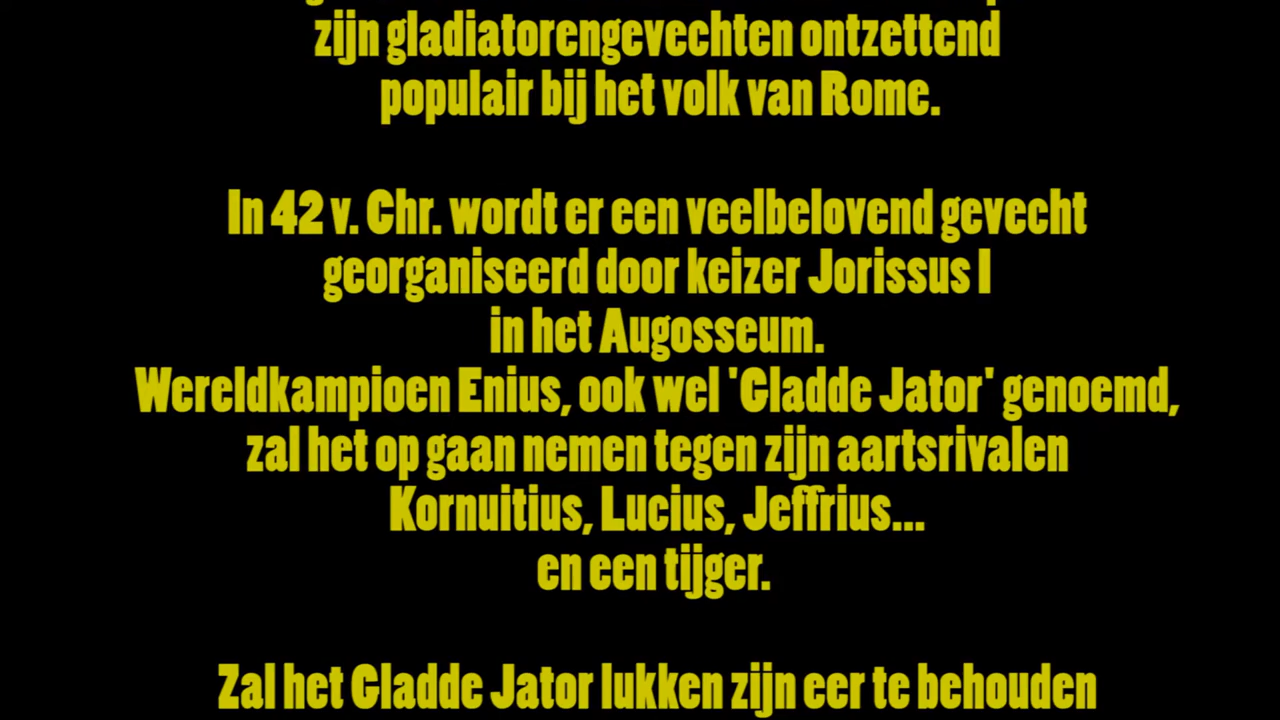 zijn gladiatorengevechten ontzettend
populair bij het volk van Rome.
In 42 v. Chr. wordt er een veelbelovend gevecht
georganiseerd door keizer Jorissus I
in het Augosseum.
Wereldkampioen Enius, ook wel 'Gladde Jator' genoemd,
zal het op gaan nemen tegen zijn aartsrivalen
Kornuitius, Lucius, Jeffrius...
en een tijger.
Zal het Gladde Jator lukken zijn eer te behouden